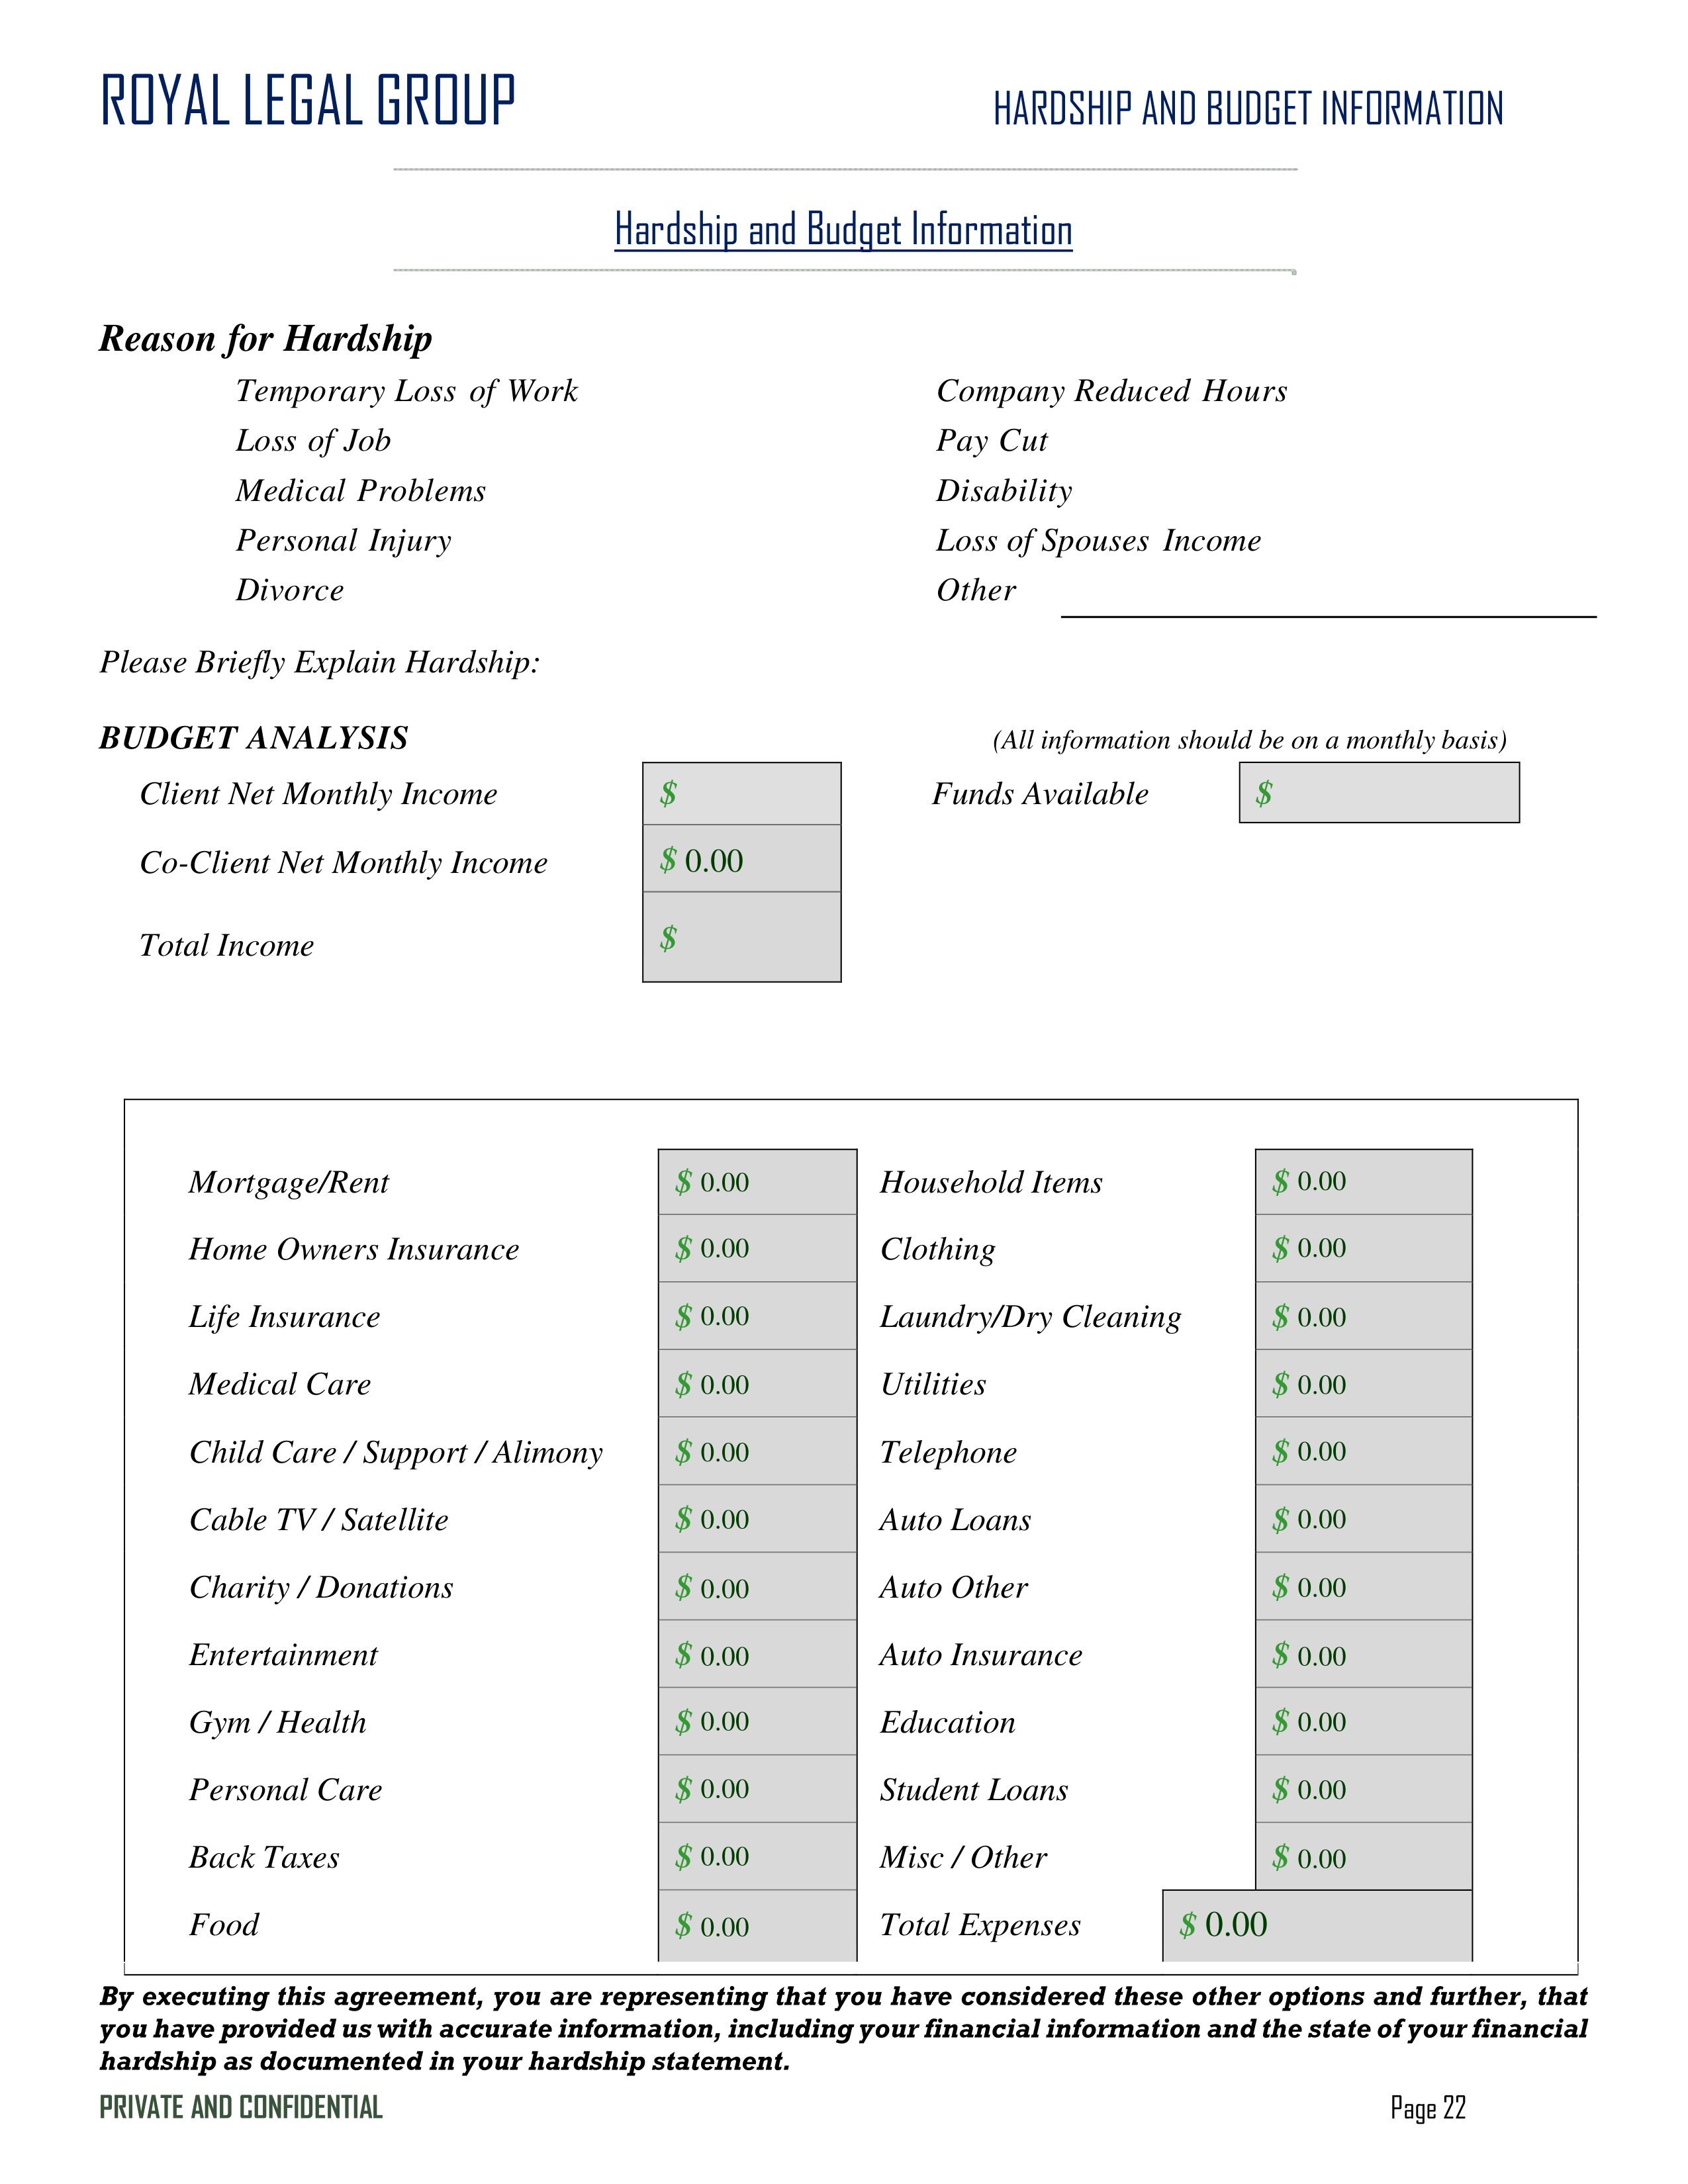 ROYAL LEGAL GROUP HARDSHIP AND BUDGET INFORMATION
Hardship and Budget Information
Reason for Hardship
Temporary Loss of Work Company Reduced Hours
Loss of Job Pay Cut
Medical Problems Disability
Personal Injury Loss of Spouses Income
Divorce Other
Please Briefly Explain Hardship:
BUDGET ANALYSIS (All information should be on a monthly basis)
Client Net Monthly Income $ Funds Available $
Co-Client Net Monthly Income $ 0.00
Total Income $
Mortgage/Rent $ 0.00 Household Items $ 0.00
Home Owners Insurance $ 0.00 Clothing $ 0.00
Life Insurance $ 0.00 Laundry/Dry Cleaning $ 0.00
Medical Care $ 0.00 Utilities $ 0.00
Child Care / Support / Alimony $ 0.00 Telephone $ 0.00
Cable TV / Satellite $ 0.00 Auto Loans $ 0.00
Charity / Donations $ 0.00 Auto Other $ 0.00
Entertainment $ 0.00 Auto Insurance $ 0.00
Gym / Health $ 0.00 Education $ 0.00
Personal Care $ 0.00 Student Loans $ 0.00
Back Taxes $ 0.00 Misc / Other $ 0.00
Food $ 0.00 Total Expenses $ 0.00
By executing this agreement, you are representing that you have considered these other options and further, that
you have provided us with accurate information, including your financial information and the state of your financial
hardship as documented in your hardship statement.
PRIVATE AND CONFIDENTIAL Page 22